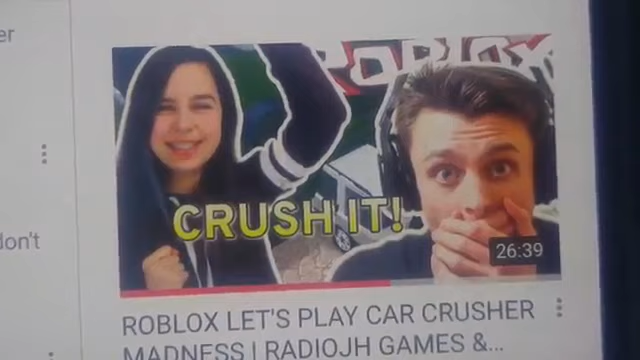 er
ROBLOX
CRUSH IT!
26:39
don't
ROBLOX LET'S PLAY CAR CRUSHER
MADNESS | RADIOJH GAMES &...